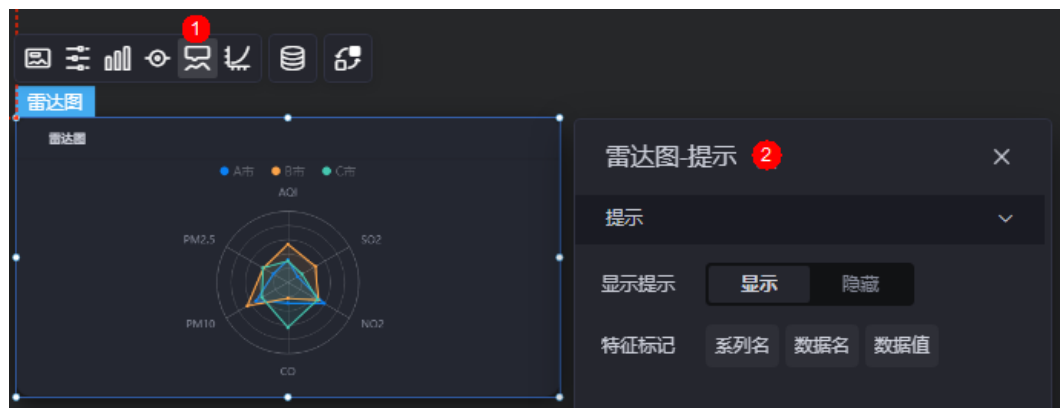 1
雷达图
雷达图
A市 B市 C市
AQI
PM2.5 SO2
PM10 NO2
CO
雷达图-提示 2
提示
显示提示 显示 隐藏
特征标记 系列名 数据名 数据值